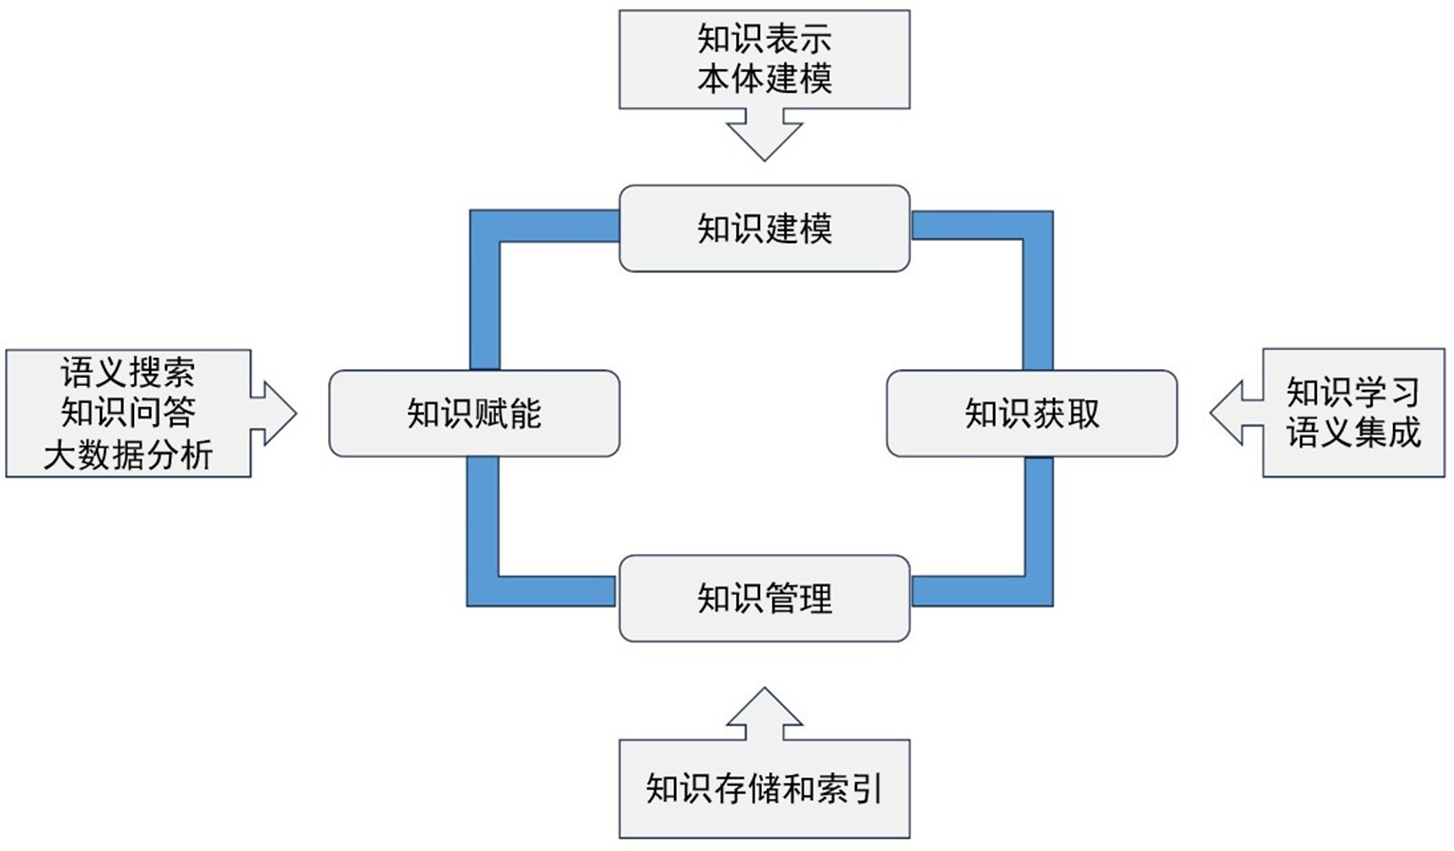 知识表示
本体建模
知识建模
语义搜索
知识问答
大数据分析
知识赋能
知识获取
知识学习
语义集成
知识管理
知识存储和索引